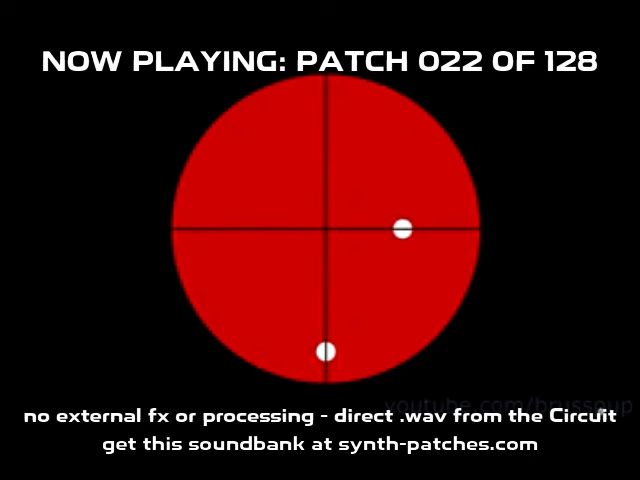 NOW PLAYING: PATCH 022 OF 128
youtube.com/brusspup
no external fx or processing - direct .wav from the Circuit
get this soundbank at synth-patches.com